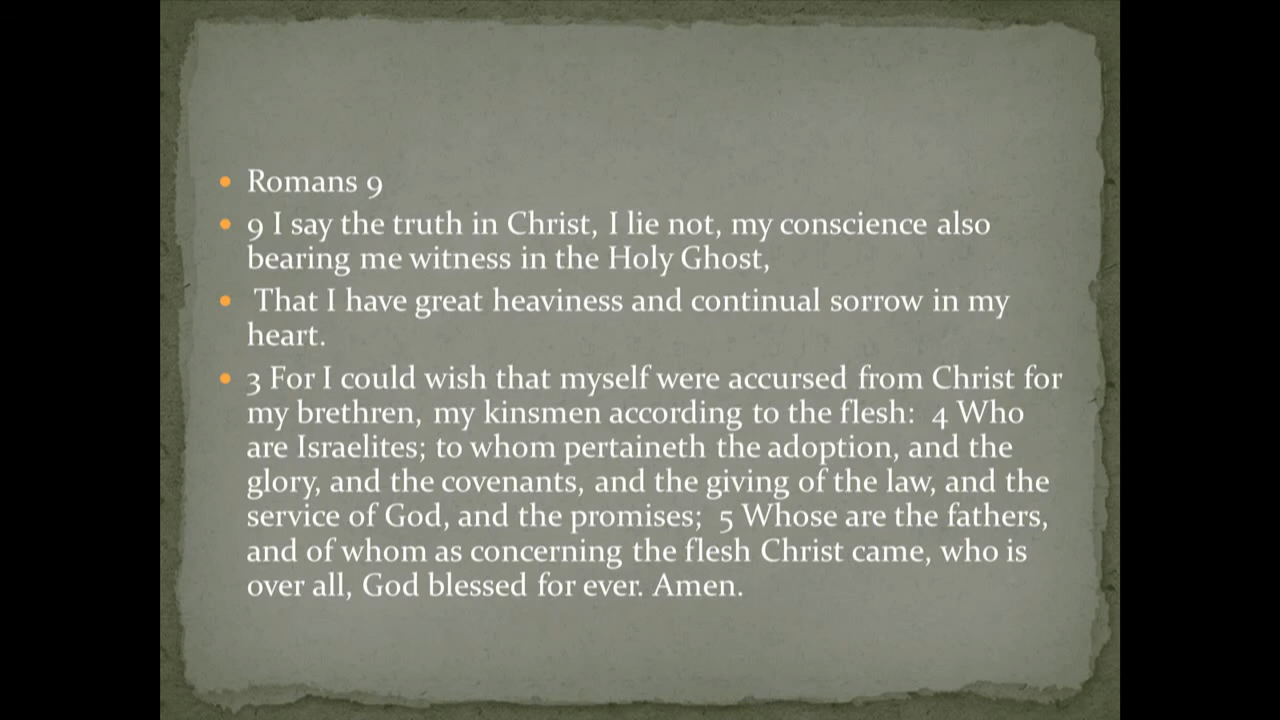 • Romans 9
• 9 I say the truth in Christ, I lie not, my conscience also
bearing me witness in the Holy Ghost,
• That I have great heaviness and continual sorrow in my
heart.
• 3 For I could wish that myself were accursed from Christ for
my brethren, my kinsmen according to the flesh: 4 Who
are Israelites; to whom pertaineth the adoption, and the
glory, and the covenants, and the giving of the law, and the
service of God, and the promises; 5 Whose are the fathers,
and of whom as concerning the flesh Christ came, who is
over all, God blessed for ever. Amen.